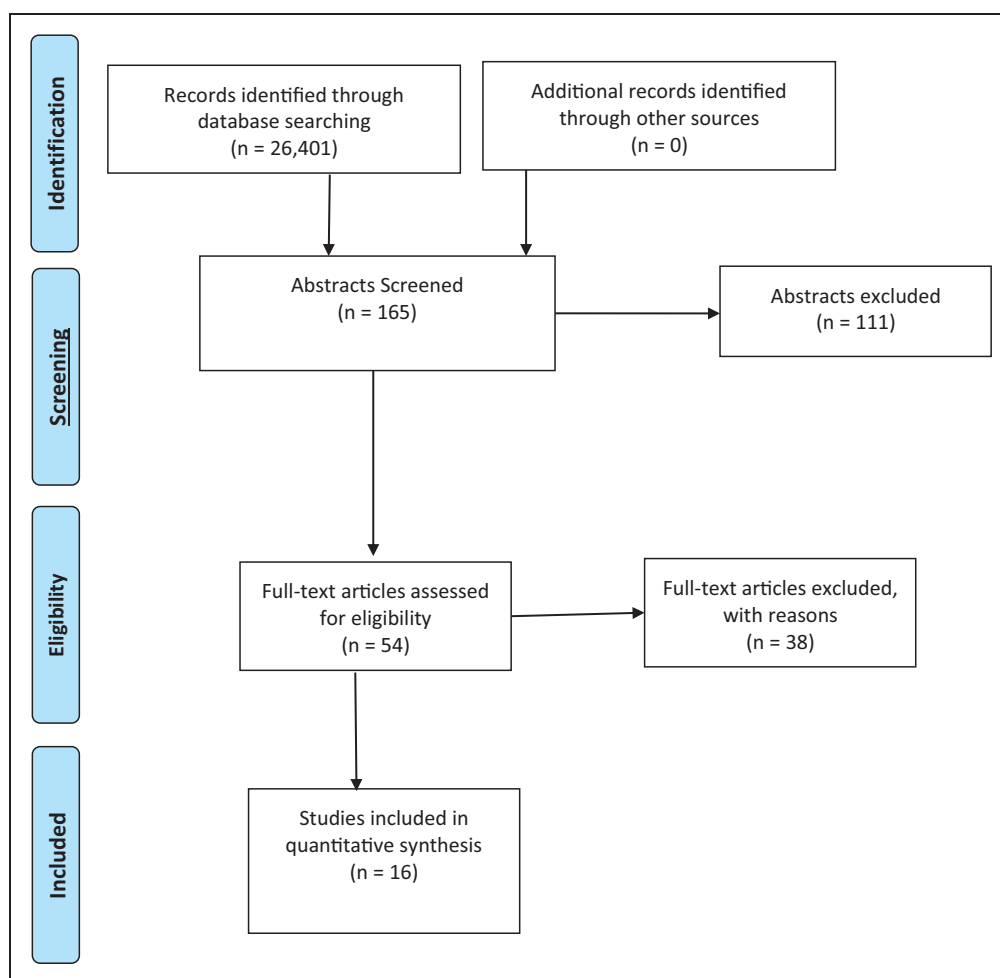 Identification
Records identified through
database searching
(n = 26,401)
Additional records identified
through other sources
(n = 0)
Screening
Abstracts Screened
(n = 165)
Abstracts excluded
(n = 111)
Eligibility
Full-text articles assessed
for eligibility
(n = 54)
Full-text articles excluded,
with reasons
(n = 38)
Included
Studies included in
quantitative synthesis
(n = 16)